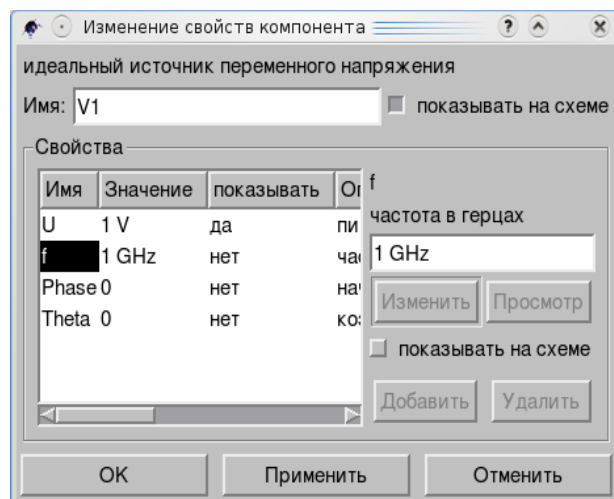 Изменение свойств компонента
идеальный источник переменного напряжения
Имя: V1 показывать на схеме
Свойства
Имя Значение показывать
U 1 V да
f 1 GHz нет
Phase 0 нет
Theta 0 нет
f
частота в герцах
1 GHz
Изменить Просмотр
показывать на схеме
Добавить Удалить
OK Применить Отменить